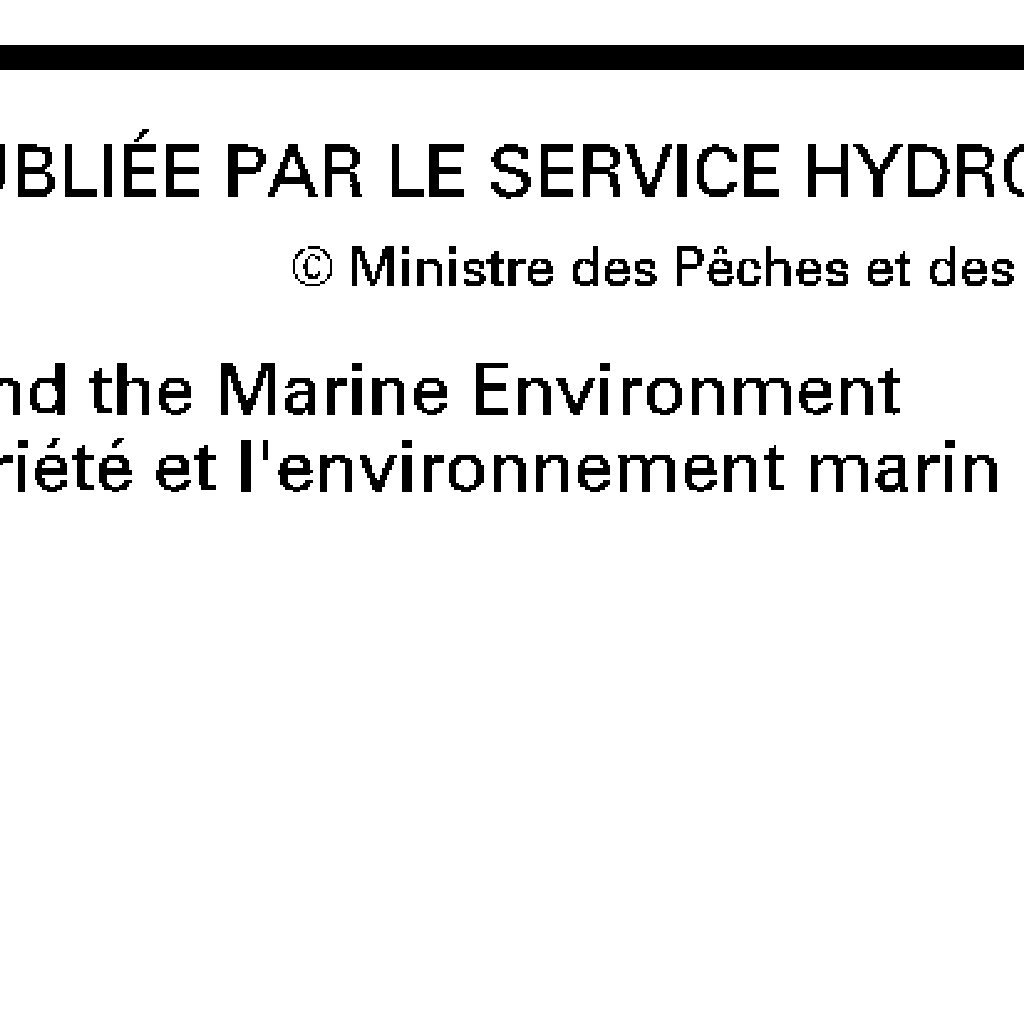 UBLIÉE PAR LE SERVICE HYDRO
© Ministre des Pêches et des
nd the Marine Environment
riété et l'environnement marin